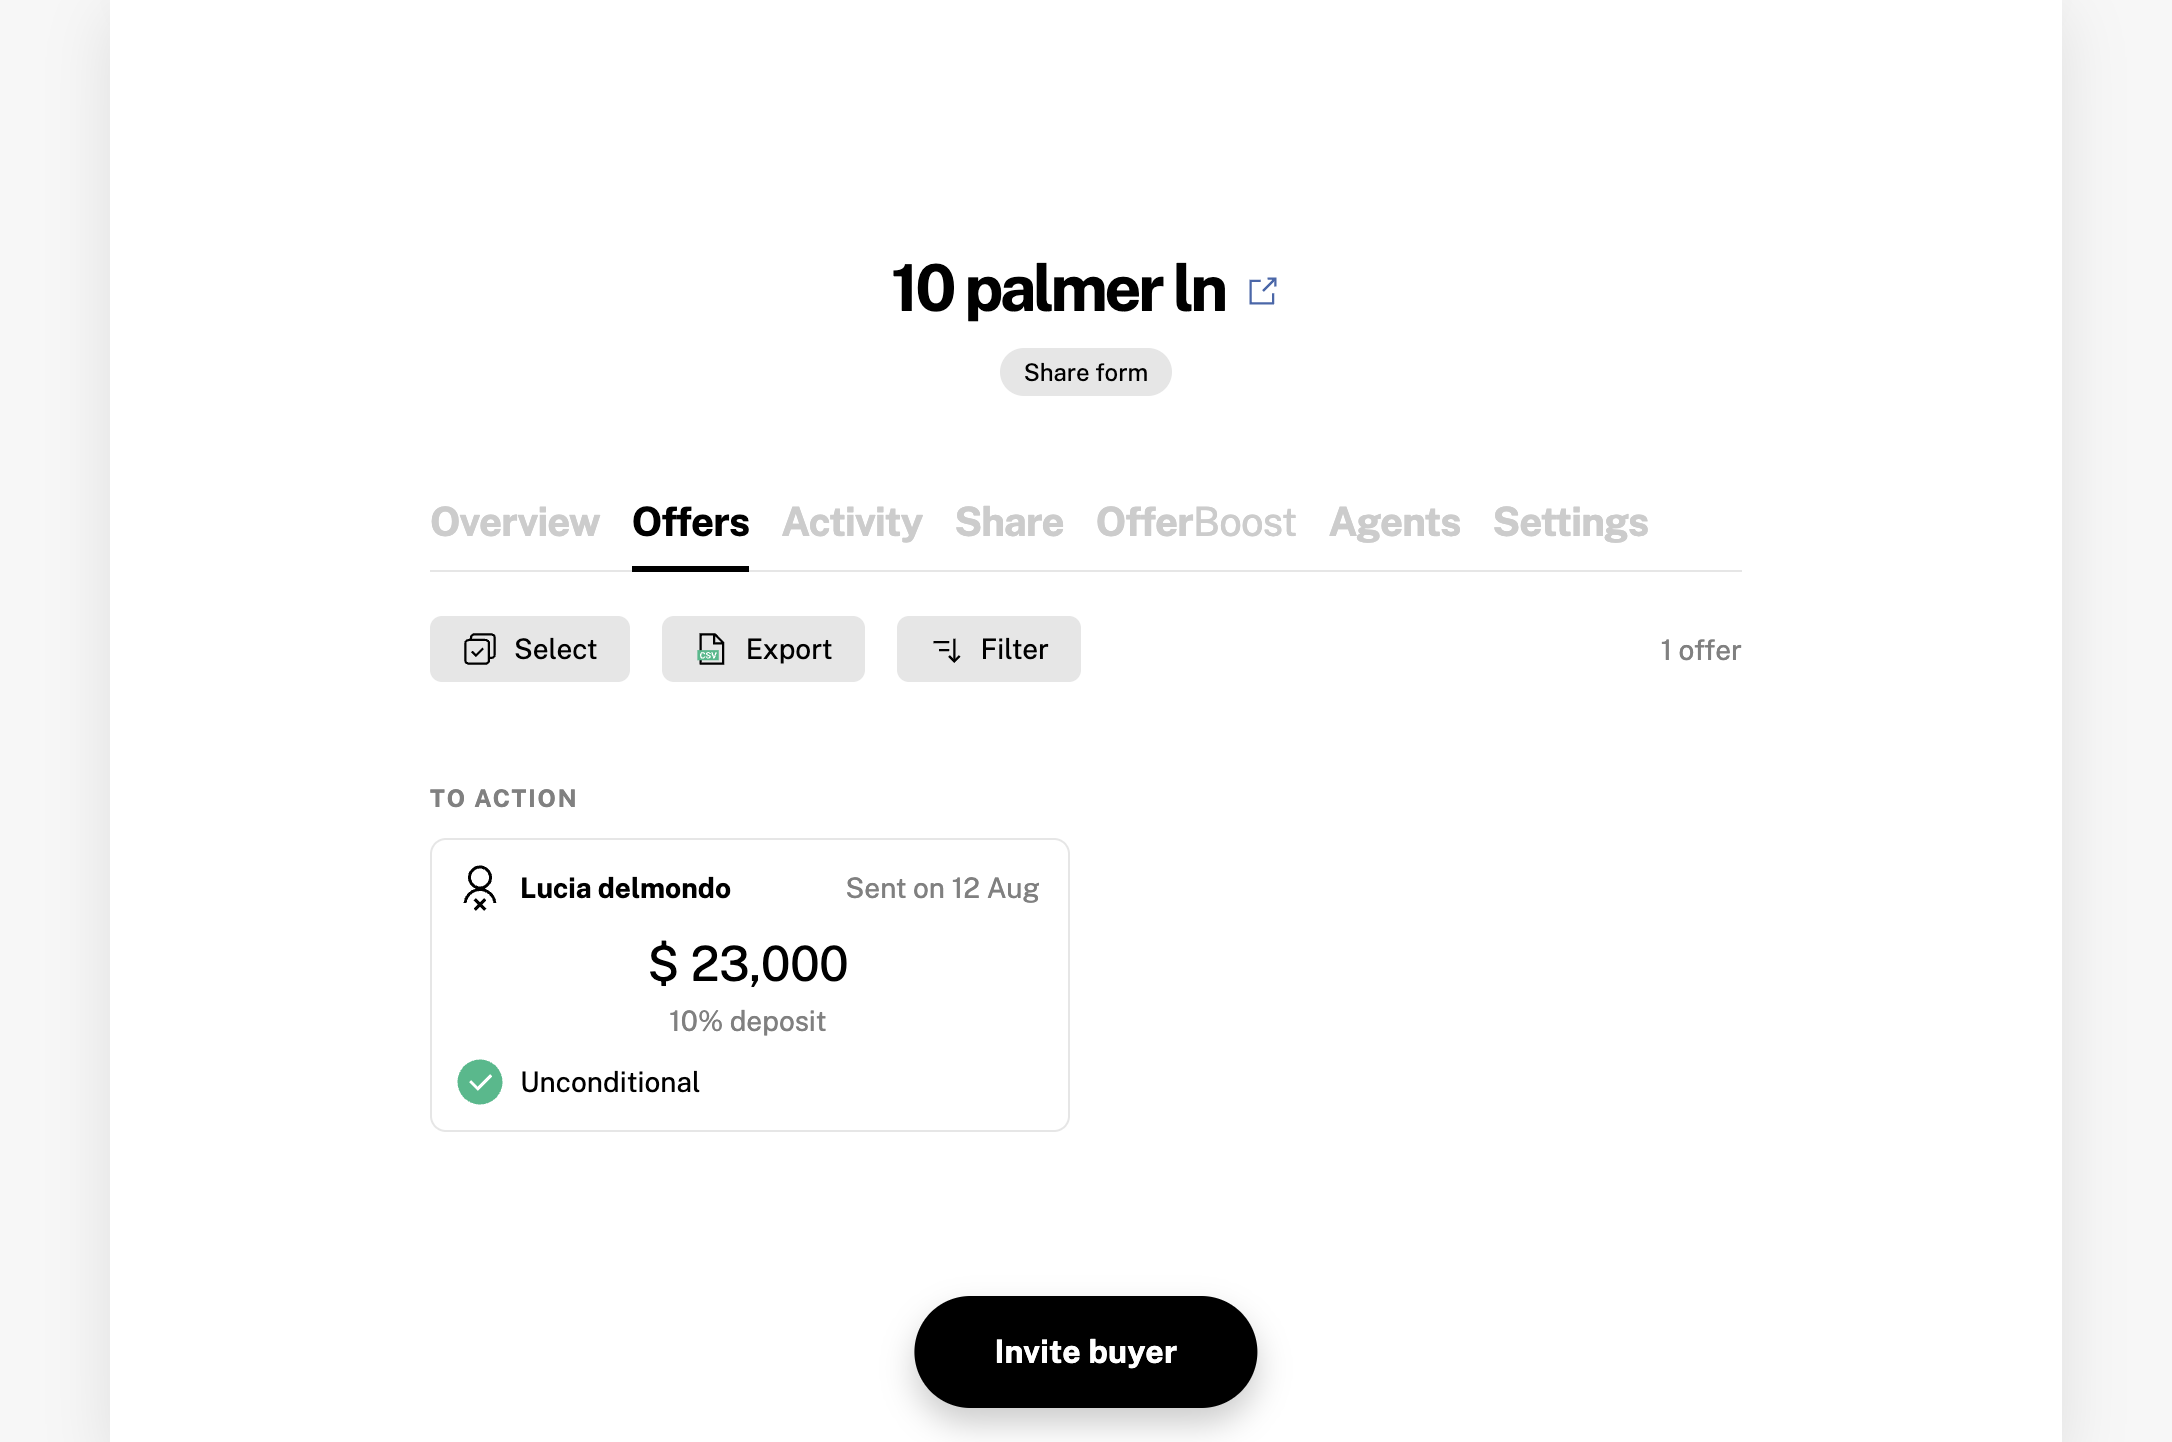 10 palmer ln
Share form
Overview Offers Activity Share OfferBoost Agents Settings
Select Export Filter 1 offer
CSV
TO ACTION
Lucia delmondo Sent on 12 Aug
$ 23,000
10% deposit
Unconditional
Invite buyer